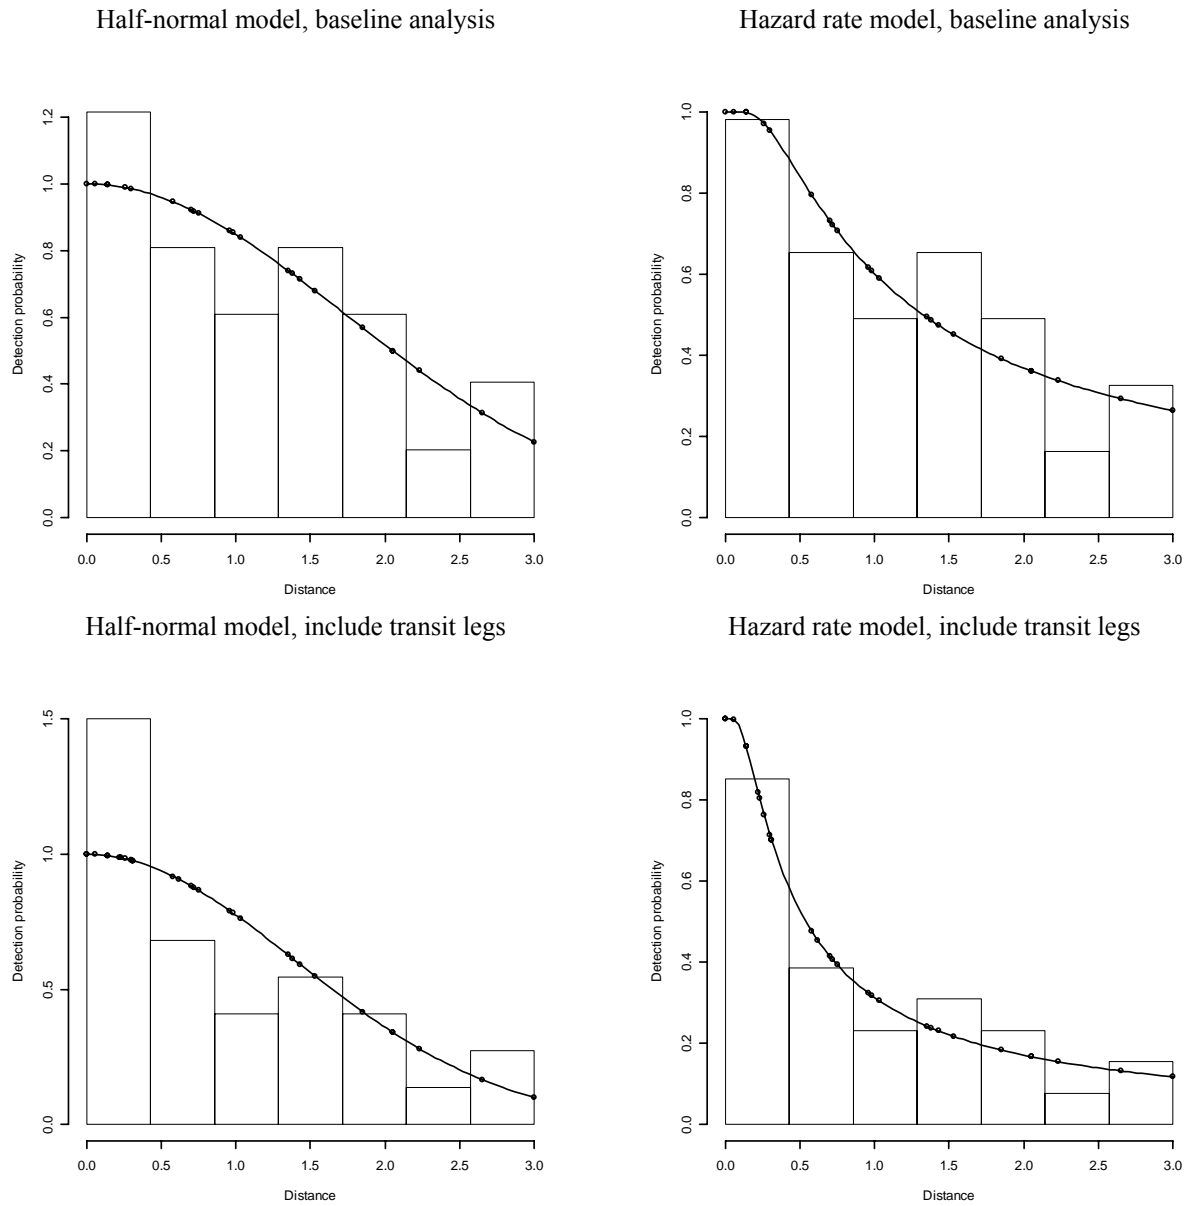 Half-normal model, baseline analysis
Hazard rate model, baseline analysis
Detection probability
1.2
1.0
0.8
0.6
0.4
0.2
0.0
0.0 0.5 1.0 1.5 2.0 2.5 3.0
Distance
Detection probability
1.0
0.8
0.6
0.4
0.2
0.0
0.0 0.5 1.0 1.5 2.0 2.5 3.0
Distance
Half-normal model, include transit legs
Hazard rate model, include transit legs
Detection probability
1.5
1.0
0.5
0.0
0.0 0.5 1.0 1.5 2.0 2.5 3.0
Distance
Detection probability
1.0
0.8
0.6
0.4
0.2
0.0
0.0 0.5 1.0 1.5 2.0 2.5 3.0
Distance